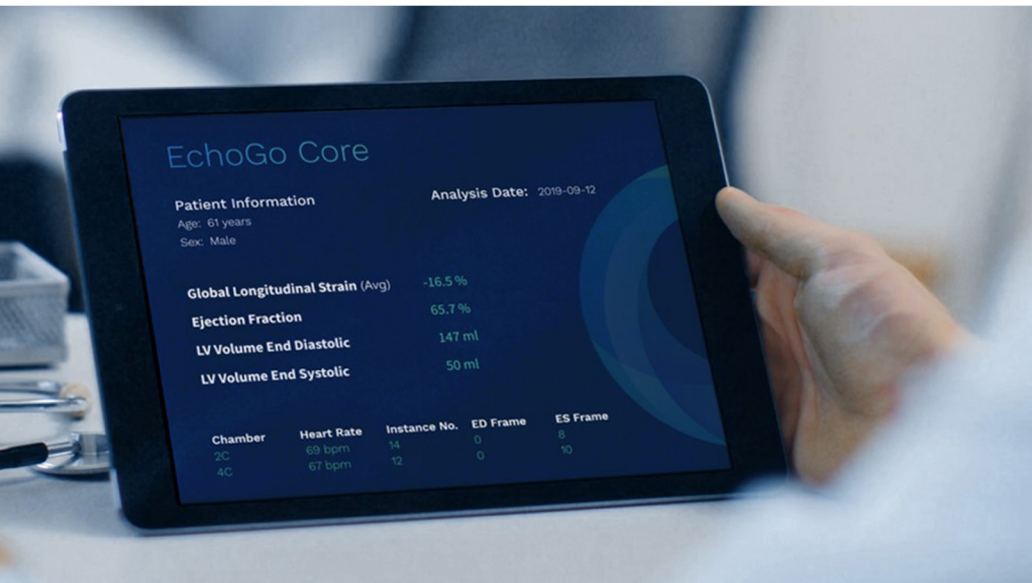 EchoGo Core
Patient Information
Age: 61 years
Sex: Male
Analysis Date: 2019-09-12
Global Longitudinal Strain (Avg) -16.5 %
Ejection Fraction 65.7 %
LV Volume End Diastolic 147 ml
LV Volume End Systolic 50 ml
Chamber Heart Rate Instance No. ED Frame ES Frame
2C 69 bpm 14 0 8
4C 67 bpm 12 0 10